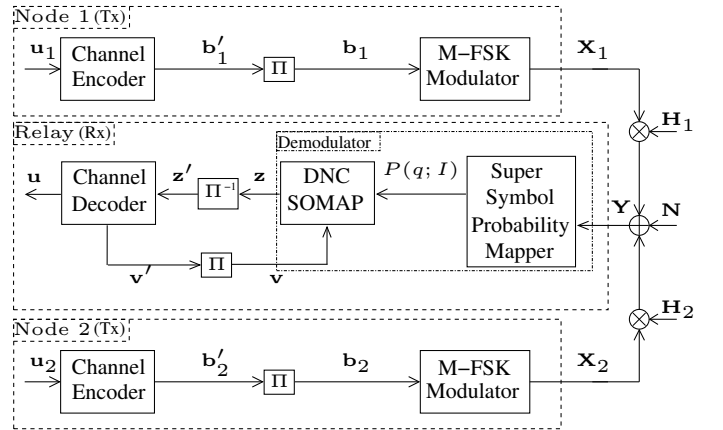 Node 1 (Tx)
u₁
Channel
Encoder
b′₁
Π
b₁
M−FSK
Modulator
X₁
H₁
Relay (Rx)
Demodulator
u
Channel
Decoder
z′
Π⁻¹
z
DNC
SOMAP
P(q; I)
Super
Symbol
Probability
Mapper
Y
N
v′
Π
v
H₂
Node 2 (Tx)
u₂
Channel
Encoder
b′₂
Π
b₂
M−FSK
Modulator
X₂